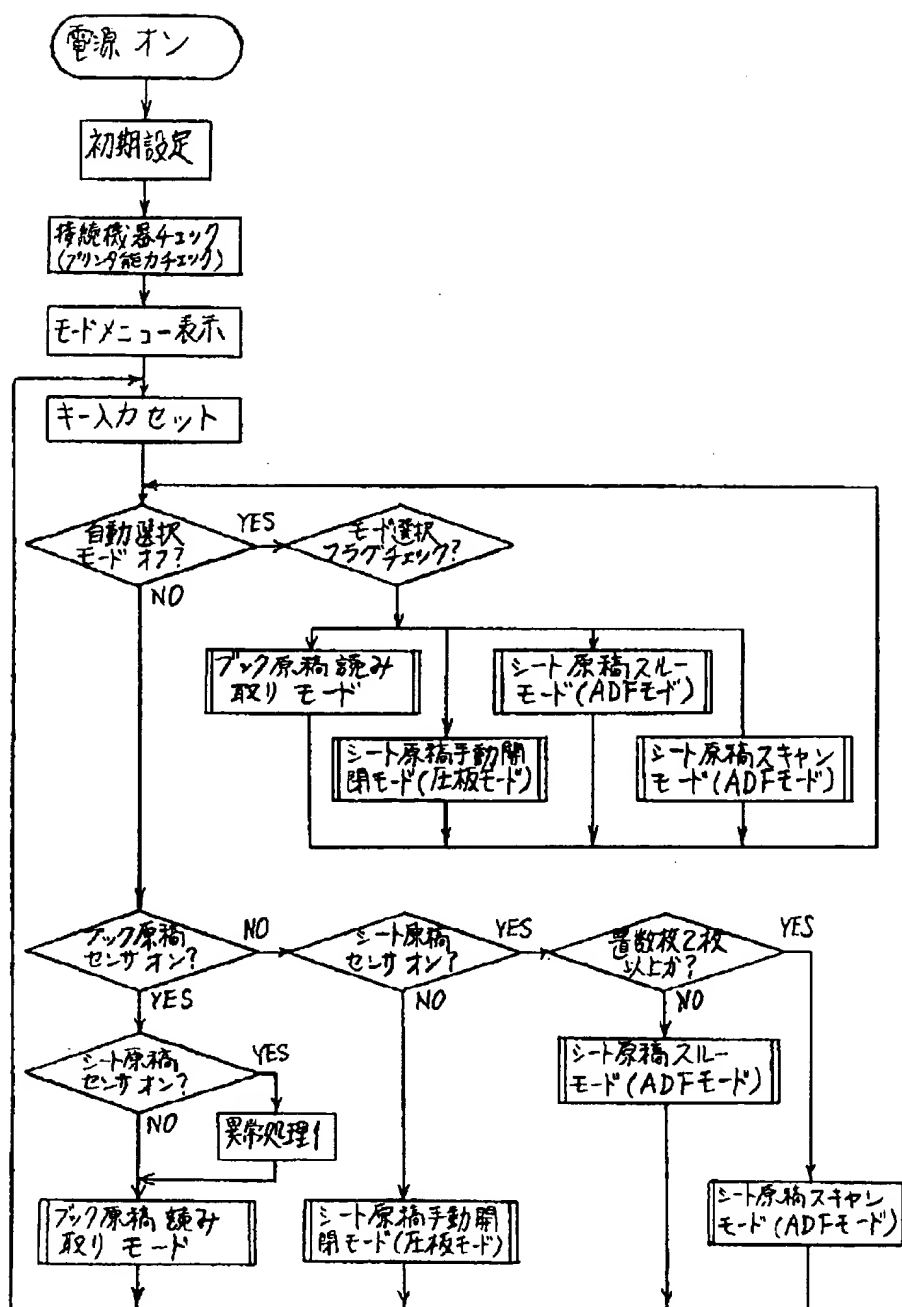 電源 オン
初期設定
接続機器チェック
(プリンタ能力チェック)
モードメニュー表示
キー入力セット
自動選択
モードオフ?
YES
NO
モード選択
フラグチェック?
ブック原稿読み
取りモード
シート原稿スルー
モード(ADFモード)
シート原稿手動開
閉モード(圧板モード)
シート原稿スキャン
モード(ADFモード)
ブック原稿
センサオン?
NO
YES
シート原稿
センサオン?
YES
NO
置数枚2枚
以上か?
YES
NO
シート原稿
センサオン?
YES
NO
異常処理1
シート原稿スルー
モード(ADFモード)
ブック原稿読み
取りモード
シート原稿手動開
閉モード(圧板モード)
シート原稿スキャン
モード(ADFモード)